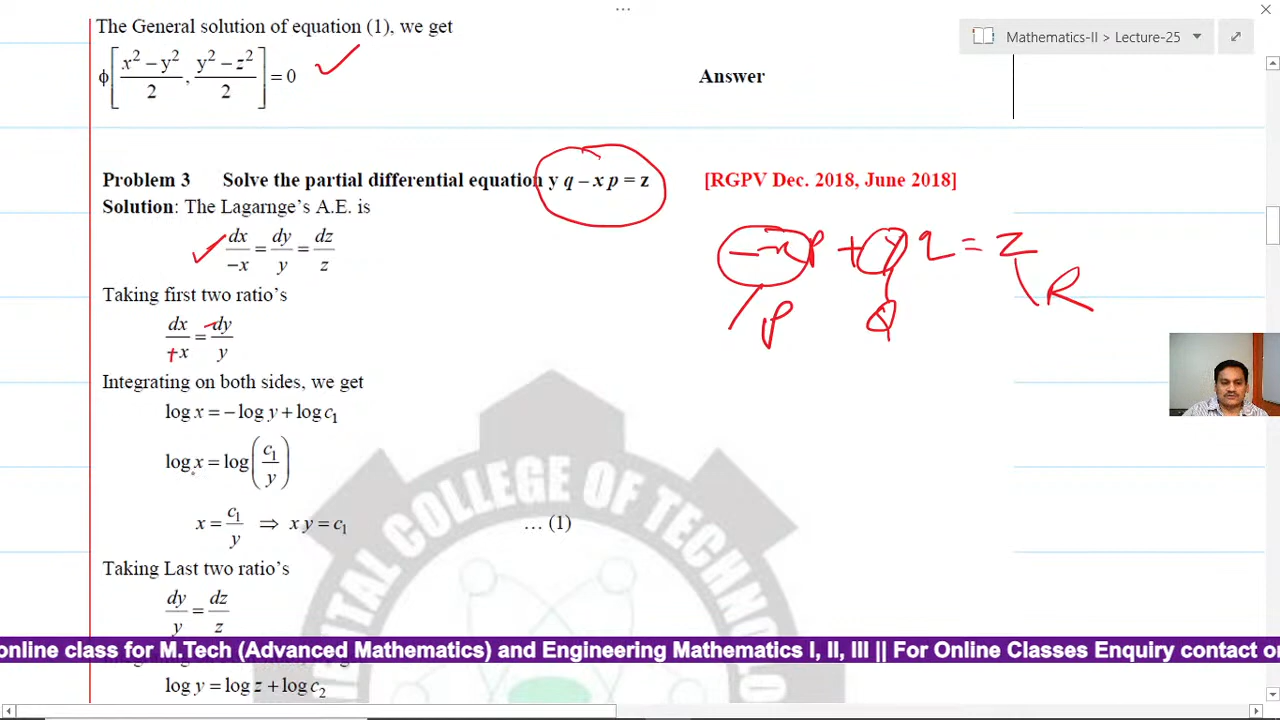 The General solution of equation (1), we get
ϕ[x² − y² / 2 , y² − z² / 2] = 0
Answer
Mathematics-II > Lecture-25
Problem 3 Solve the partial differential equation y q – x p = z [RGPV Dec. 2018, June 2018]
Solution: The Lagarnge's A.E. is
dx/−x = dy/y = dz/z
−xp + yq = z
P Q R
Taking first two ratio's
dx/+x = −dy/y
Integrating on both sides, we get
log x = − log y + log c₁
log x = log (c₁/y)
x = c₁/y ⇒ x y = c₁ … (1)
Taking Last two ratio's
dy/y = dz/z
online class for M.Tech (Advanced Mathematics) and Engineering Mathematics I, II, III || For Online Classes Enquiry contact
log y = log z + log c₂
ITAL COLLEGE OF TECHNOLO